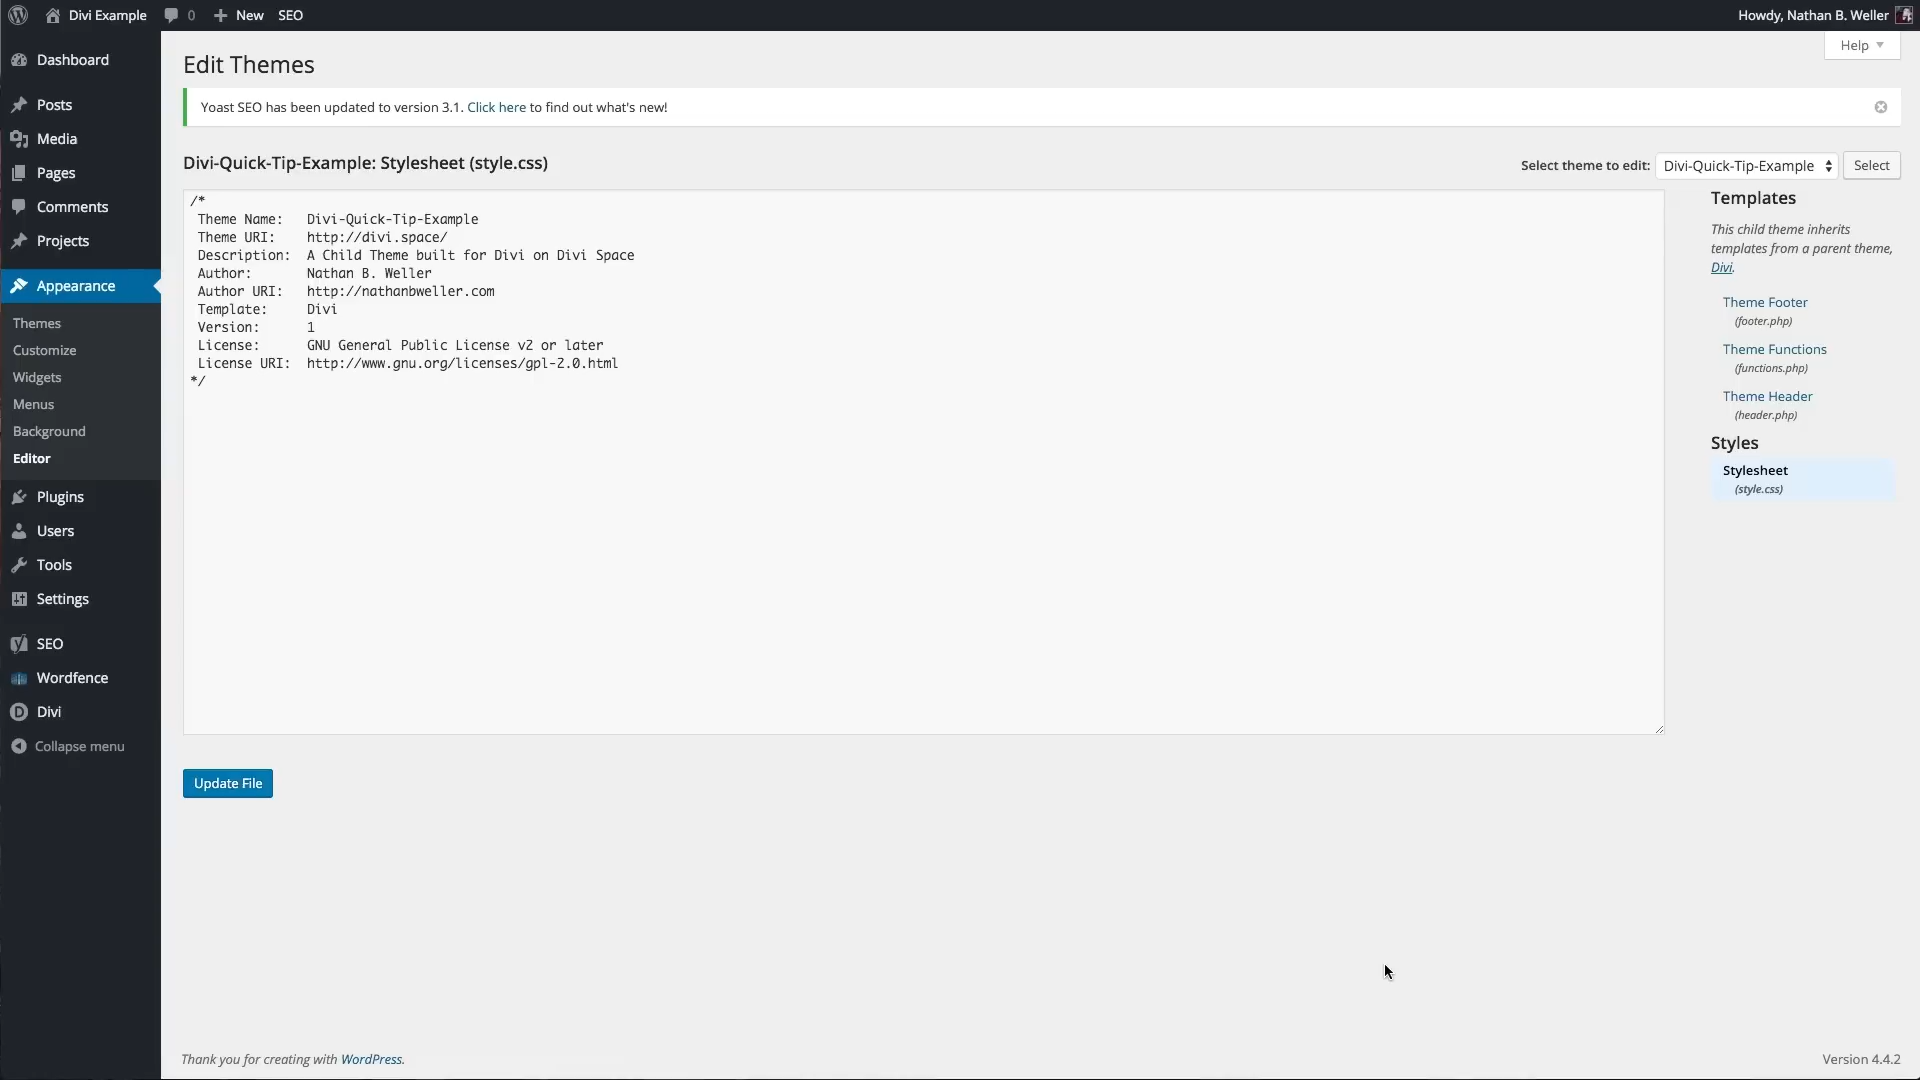 Divi Example 0 New SEO Howdy, Nathan B. Weller
Help
Dashboard
Posts
Media
Pages
Comments
Projects
Appearance
Themes
Customize
Widgets
Menus
Background
Editor
Plugins
Users
Tools
Settings
SEO
Wordfence
Divi
Collapse menu
Edit Themes
Yoast SEO has been updated to version 3.1. Click here to find out what's new!
Divi-Quick-Tip-Example: Stylesheet (style.css)
Select theme to edit: Divi-Quick-Tip-Example Select
/*
Theme Name: Divi-Quick-Tip-Example
Theme URI: http://divi.space/
Description: A Child Theme built for Divi on Divi Space
Author: Nathan B. Weller
Author URI: http://nathanbweller.com
Template: Divi
Version: 1
License: GNU General Public License v2 or later
License URI: http://www.gnu.org/licenses/gpl-2.0.html
*/
Update File
Templates
This child theme inherits
templates from a parent theme,
Divi.
Theme Footer
(footer.php)
Theme Functions
(functions.php)
Theme Header
(header.php)
Styles
Stylesheet
(style.css)
Thank you for creating with WordPress.
Version 4.4.2